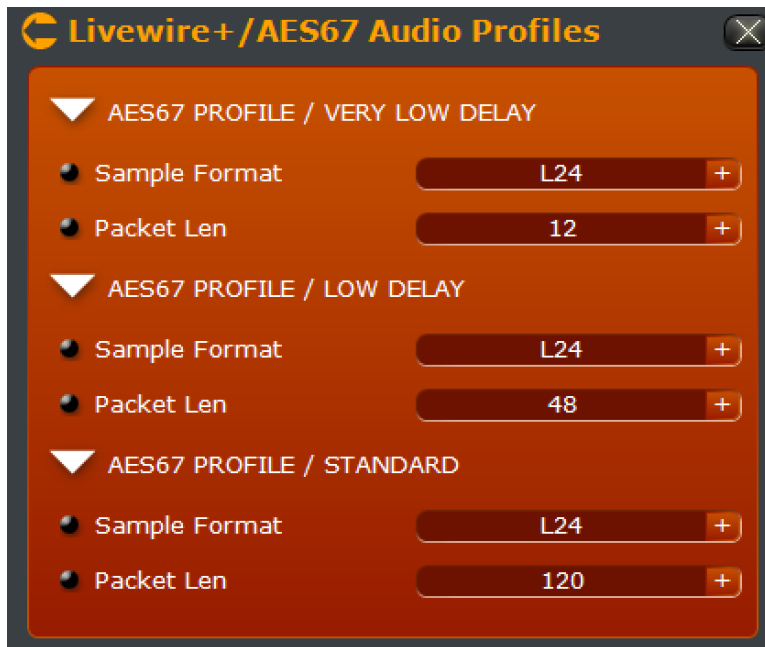 Livewire+/AES67 Audio Profiles
AES67 PROFILE / VERY LOW DELAY
Sample Format L24 +
Packet Len 12 +
AES67 PROFILE / LOW DELAY
Sample Format L24 +
Packet Len 48 +
AES67 PROFILE / STANDARD
Sample Format L24 +
Packet Len 120 +